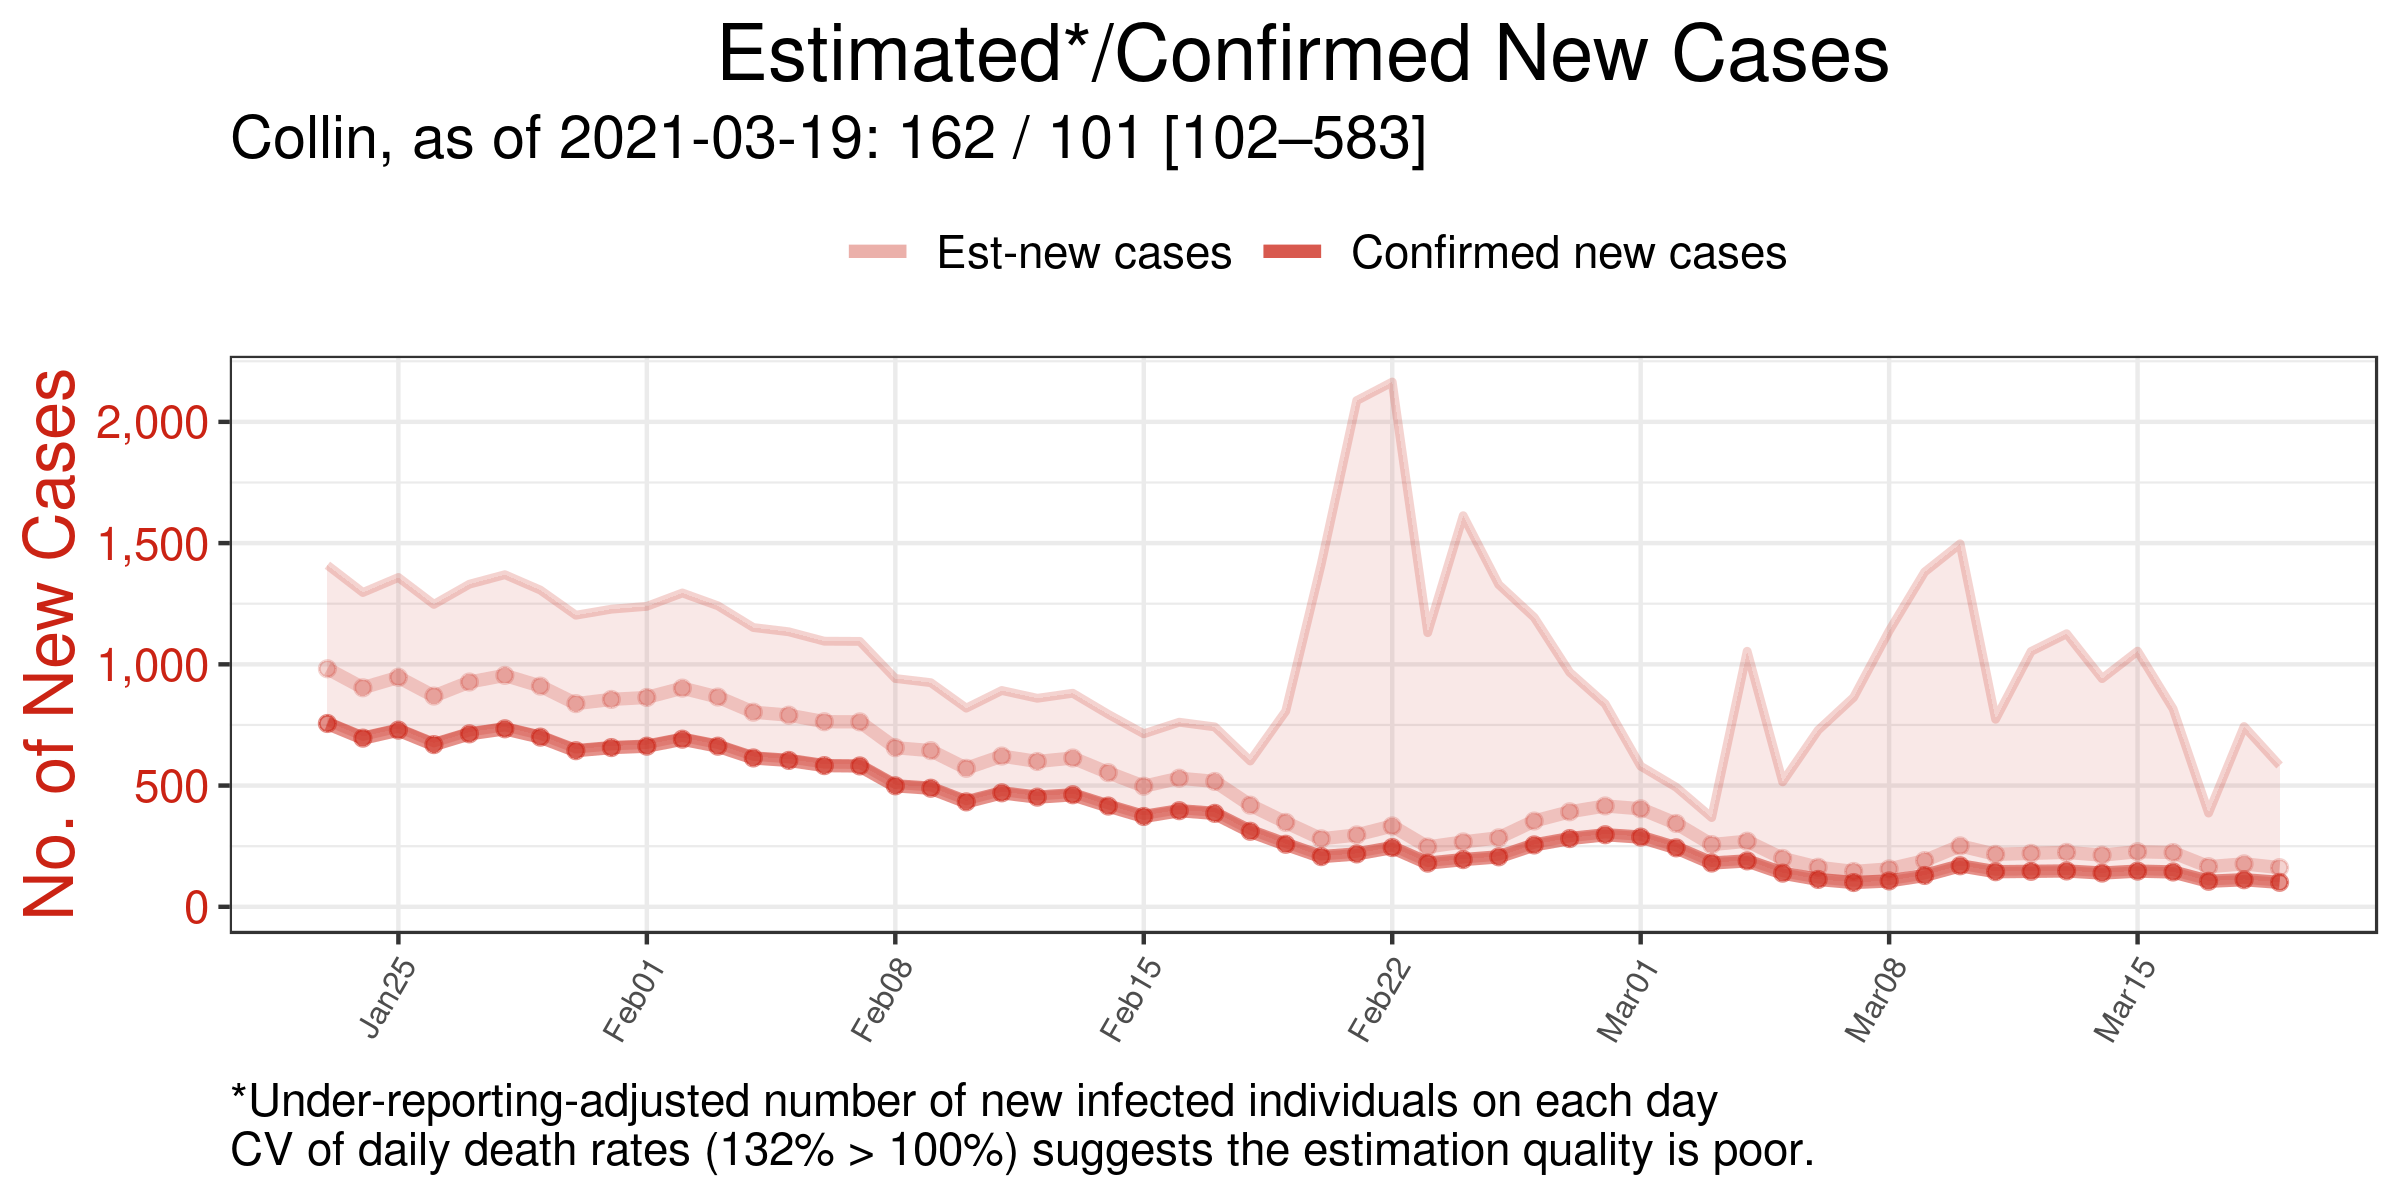 Estimated*/Confirmed New Cases
Collin, as of 2021-03-19: 162 / 101 [102–583]
Est-new cases Confirmed new cases
No. of New Cases
2,000
1,500
1,000
500
0
Jan25 Feb01 Feb08 Feb15 Feb22 Mar01 Mar08 Mar15
*Under-reporting-adjusted number of new infected individuals on each day
CV of daily death rates (132% > 100%) suggests the estimation quality is poor.